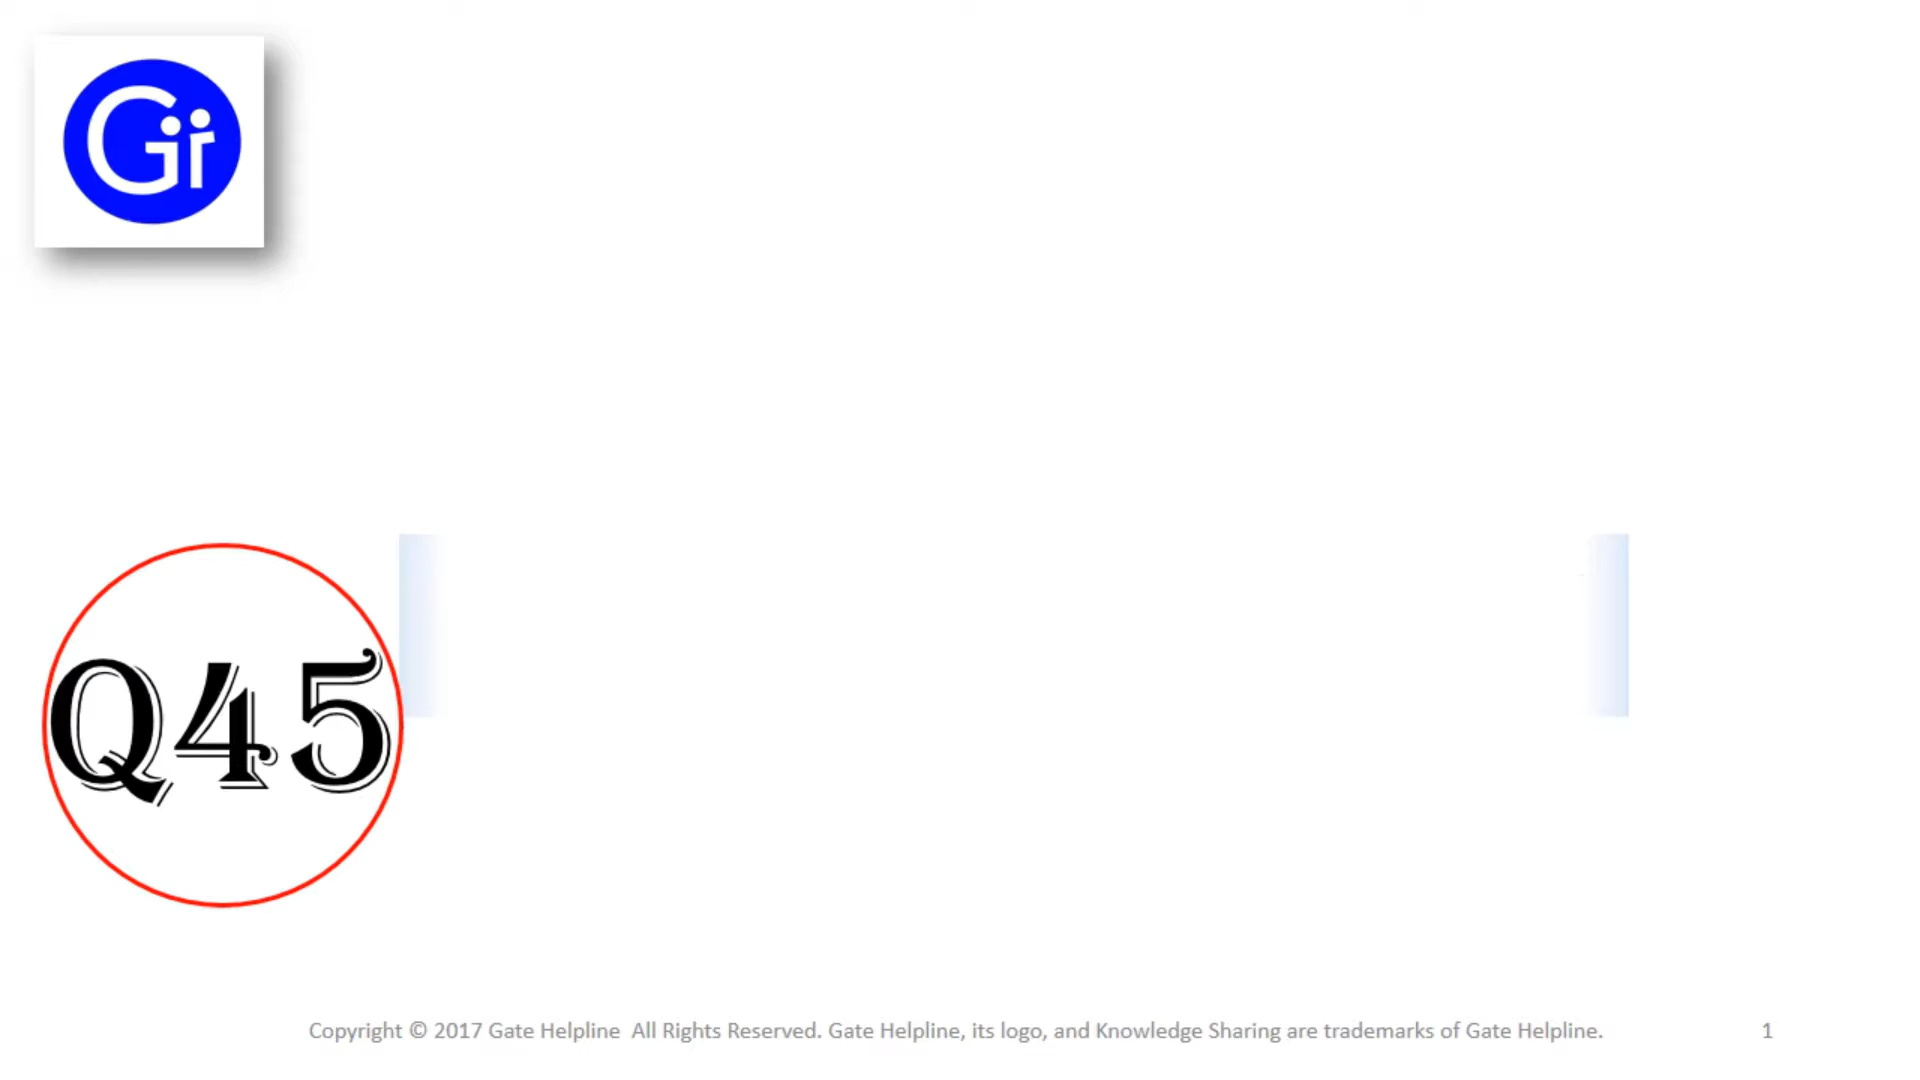 Gi
Q45
Copyright © 2017 Gate Helpline All Rights Reserved. Gate Helpline, its logo, and Knowledge Sharing are trademarks of Gate Helpline.
1